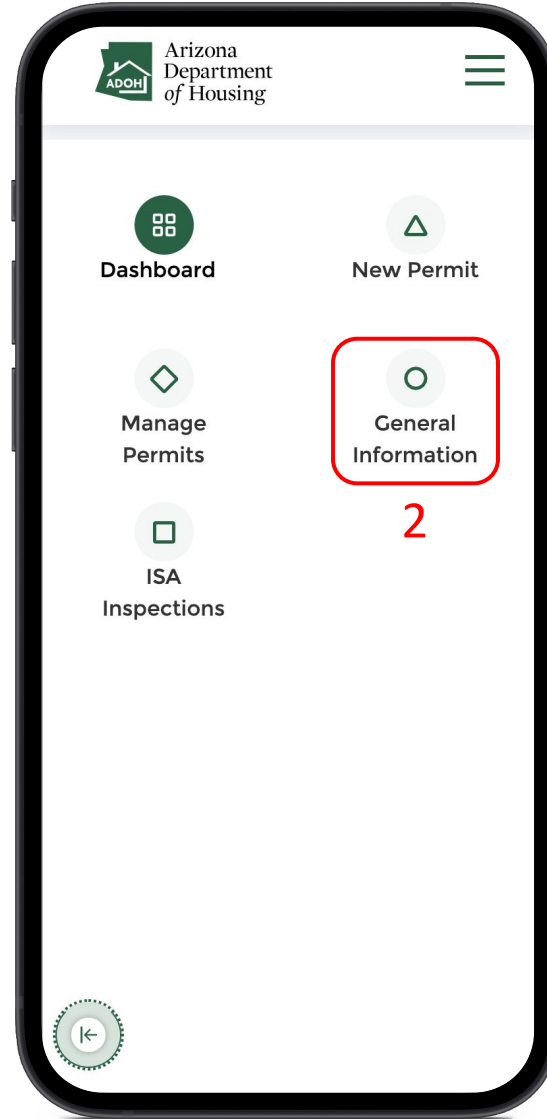 ADOH
Arizona
Department
of Housing
Dashboard
New Permit
Manage
Permits
General
Information
2
ISA
Inspections